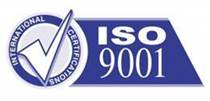 INTERNATIONAL CERTIFICATIONS
ISO
9001